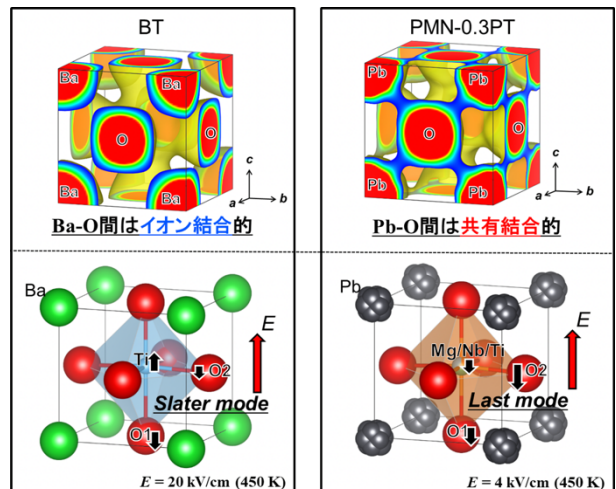 BT
PMN-0.3PT
Ba
Ba
O
O
Ba
Ba
c
a
b
Ba-O間はイオン結合的
Pb
Pb
O
O
Pb
Pb
c
a
b
Pb-O間は共有結合的
Ba
E
Ti
O2
Slater mode
O1
E = 20 kV/cm (450 K)
Pb
E
Mg/Nb/Ti
O2
Last mode
O1
E = 4 kV/cm (450 K)